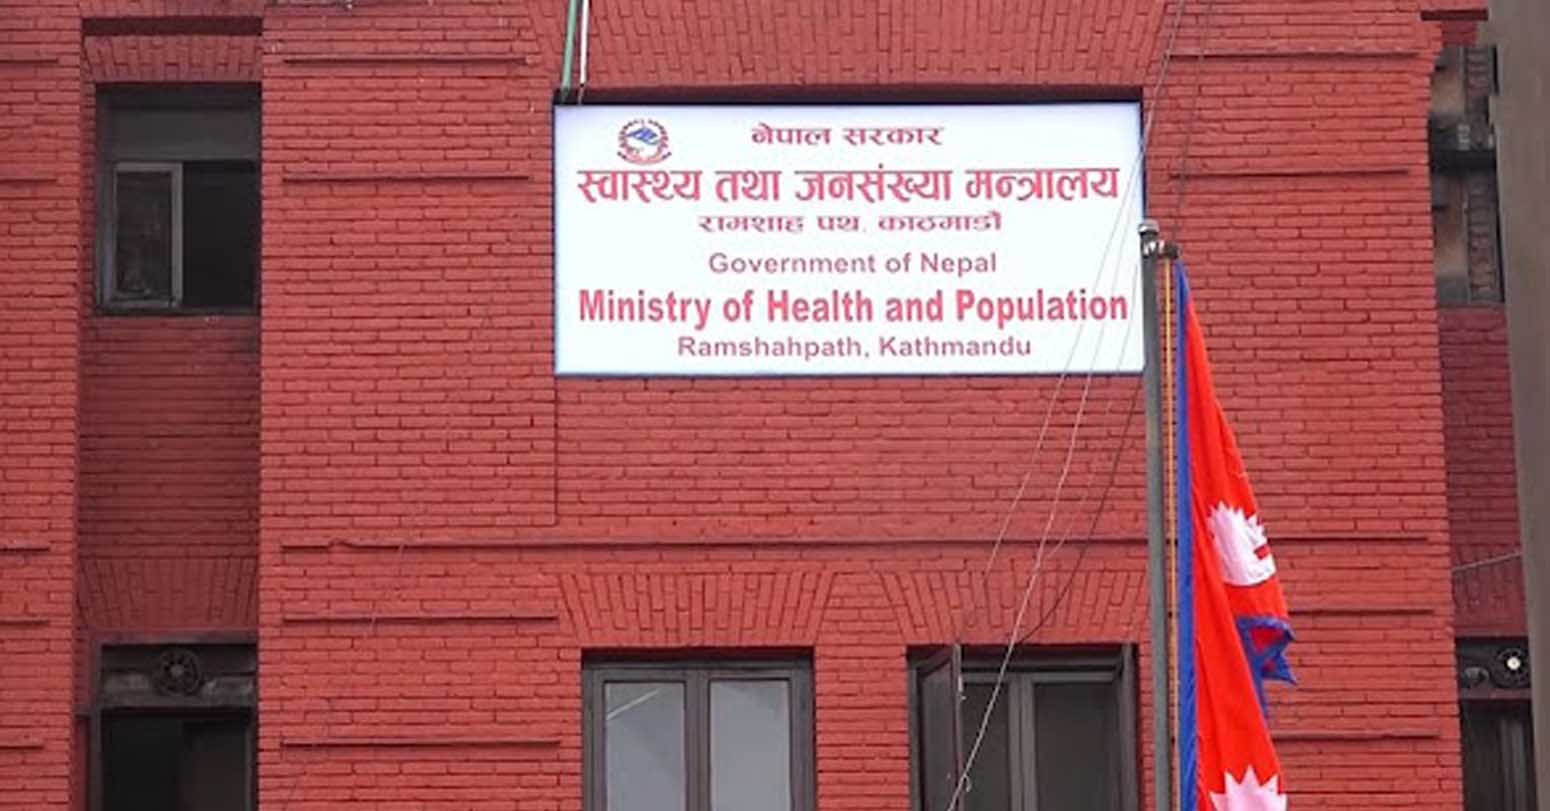 नेपाल सरकार
स्वास्थ्य तथा जनसंख्या मन्त्रालय
रामशाह पथ, काठमाडौं
Government of Nepal
Ministry of Health and Population
Ramshahpath, Kathmandu